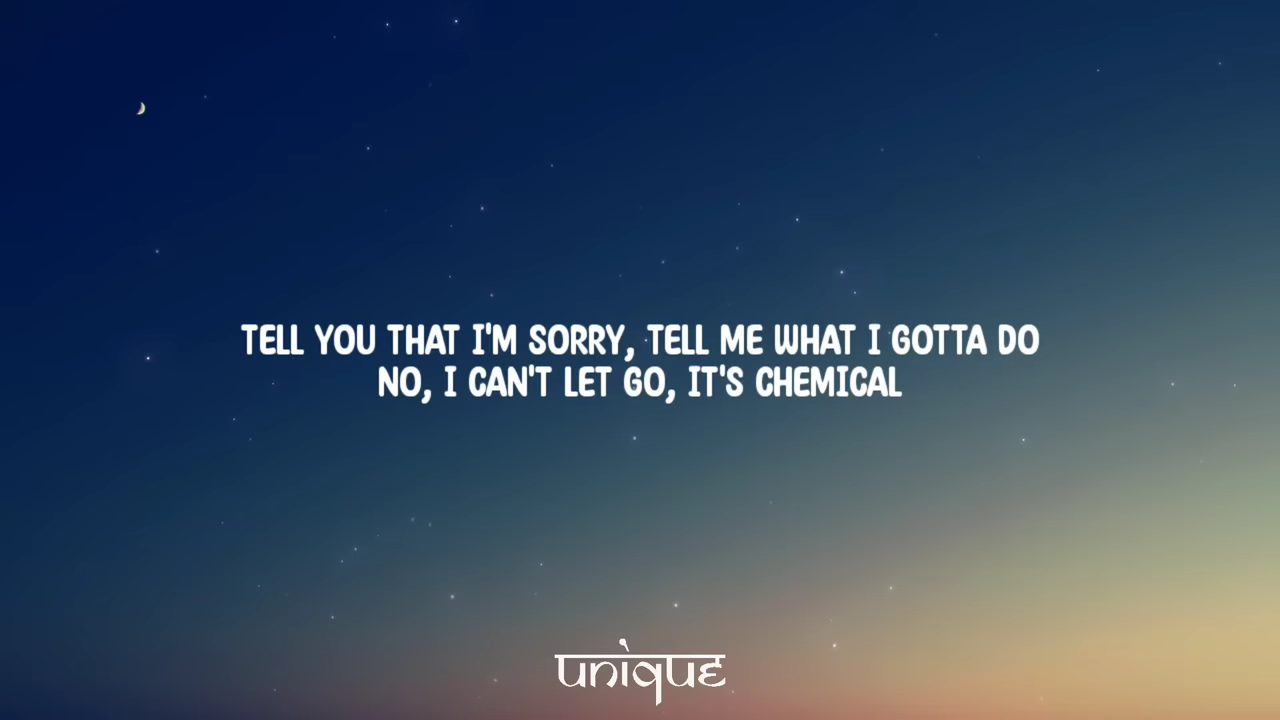 TELL YOU THAT I'M SORRY, TELL ME WHAT I GOTTA DO
NO, I CAN'T LET GO, IT'S CHEMICAL
unique